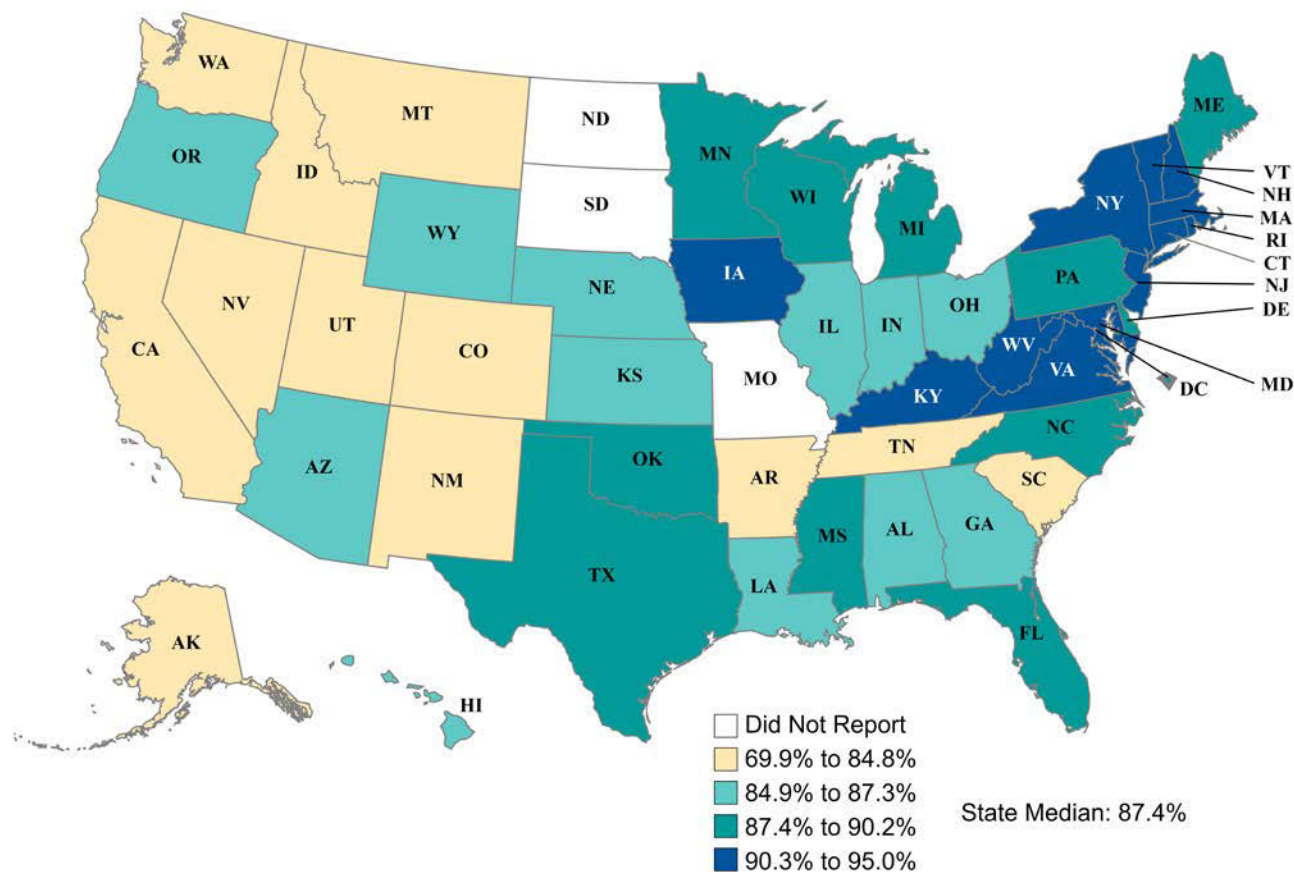 WA
MT
ND
ME
OR
MN
ID
VT
WI
NH
SD
NY
MA
WY
MI
RI
CT
IA
PA
NJ
NE
NV
DE
OH
UT
IL
IN
CA
CO
WV
KS
MO
VA
MD
KY
DC
NC
TN
OK
AZ
NM
AR
SC
MS
AL
GA
TX
LA
FL
AK
HI
Did Not Report
69.9% to 84.8%
84.9% to 87.3%
State Median: 87.4%
87.4% to 90.2%
90.3% to 95.0%